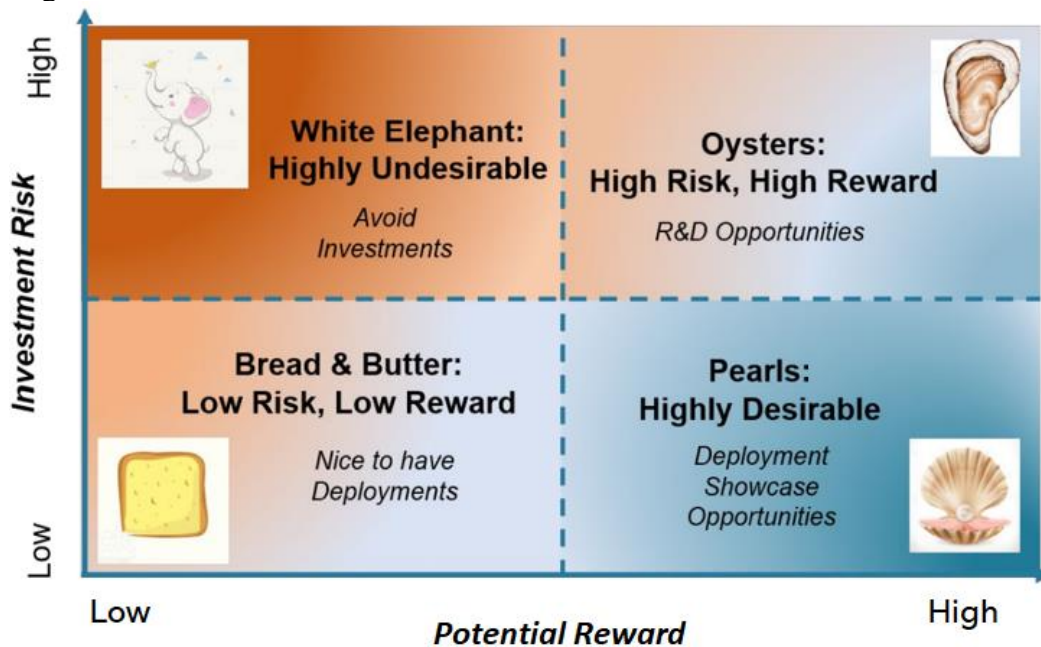 High
Investment Risk
Low
White Elephant:
Highly Undesirable
Avoid
Investments
Oysters:
High Risk, High Reward
R&D Opportunities
Bread & Butter:
Low Risk, Low Reward
Nice to have
Deployments
Pearls:
Highly Desirable
Deployment
Showcase
Opportunities
Low
High
Potential Reward